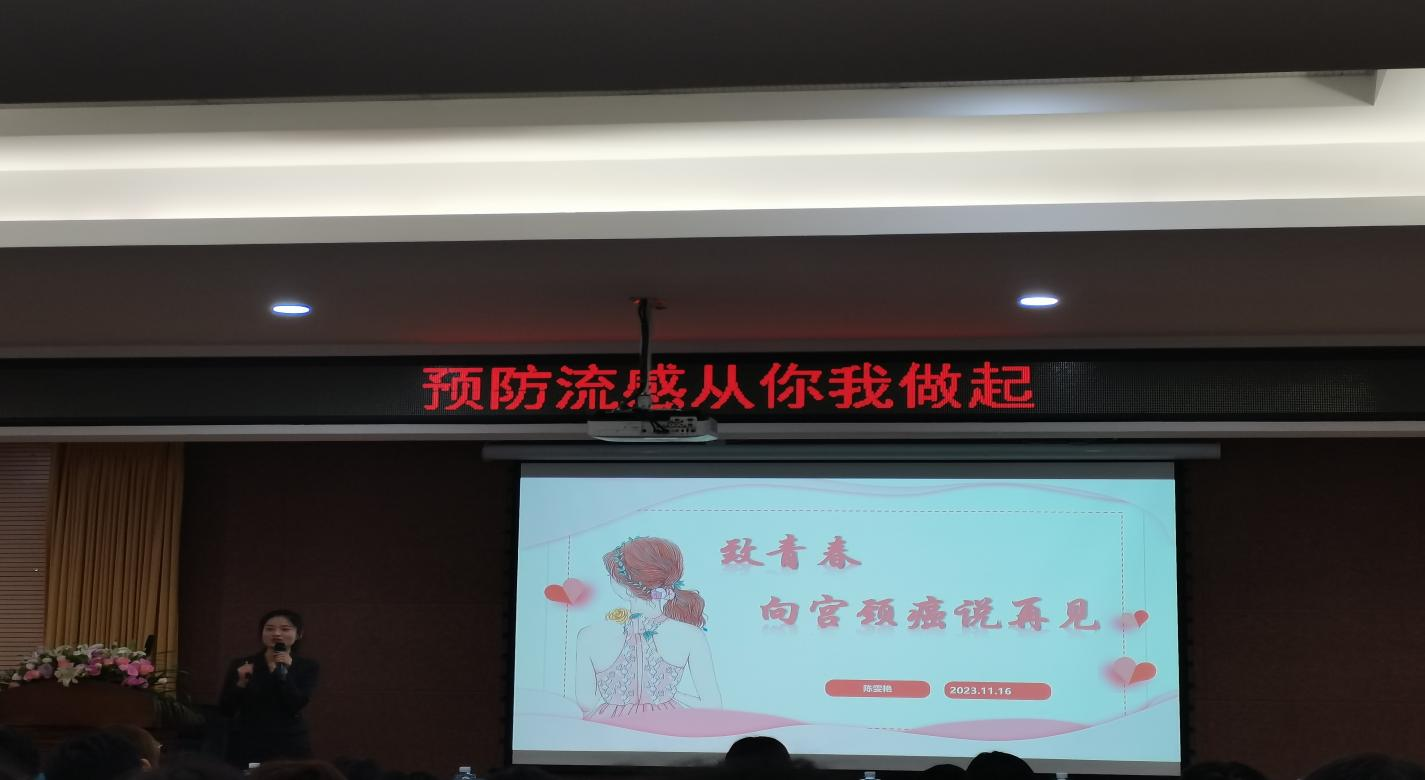 预防流感从你我做起
致青春
向宫颈癌说再见
陈雯艳
2023.11.16